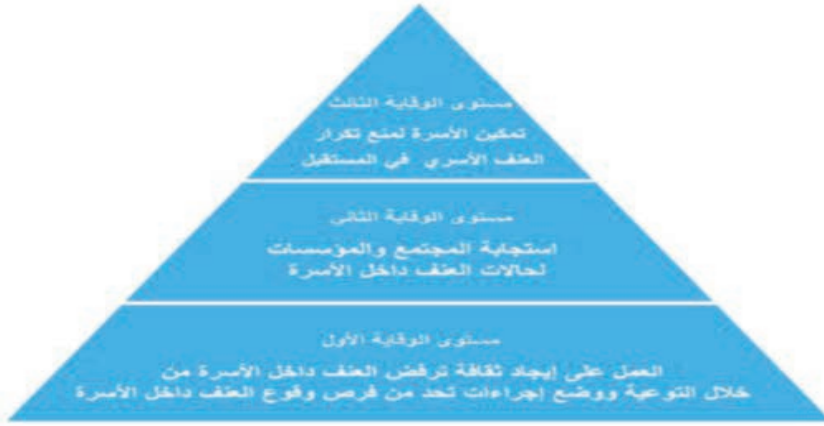 مستوى الوقاية الثالث
تمكين الأسرة لمنع تكرار
العنف الأسري في المستقبل
مستوى الوقاية الثاني
استجابة المجتمع والمؤسسات
لحالات العنف داخل الأسرة
مستوى الوقاية الأول
العمل على إيجاد ثقافة ترفض العنف داخل الأسرة من
خلال التوعية ووضع إجراءات تحد من فرص وقوع العنف داخل الأسرة